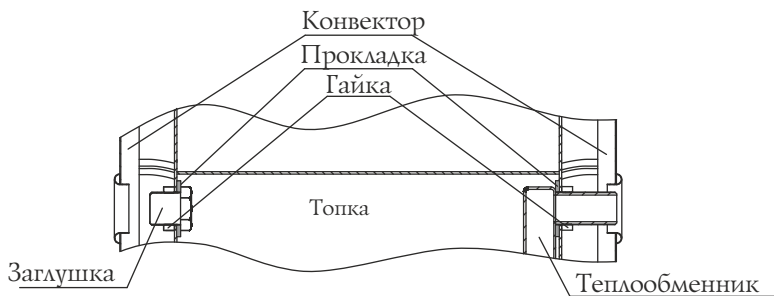 Конвектор
Прокладка
Гайка
Топка
Заглушка
Теплообменник